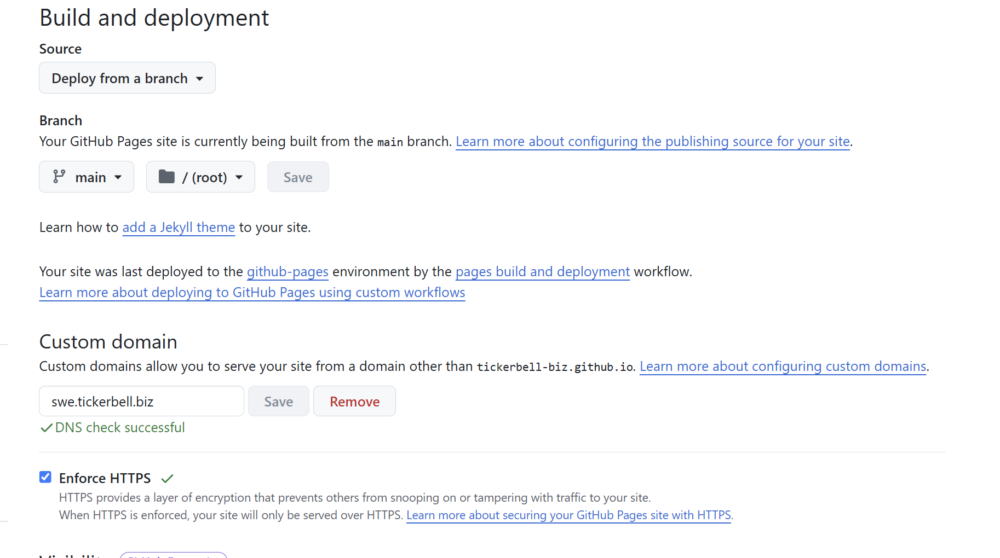 Build and deployment
Source
Deploy from a branch
Branch
Your GitHub Pages site is currently being built from the main branch. Learn more about configuring the publishing source for your site.
main / (root) Save
Learn how to add a Jekyll theme to your site.
Your site was last deployed to the github-pages environment by the pages build and deployment workflow.
Learn more about deploying to GitHub Pages using custom workflows
Custom domain
Custom domains allow you to serve your site from a domain other than tickerbell-biz.github.io. Learn more about configuring custom domains.
swe.tickerbell.biz Save Remove
DNS check successful
Enforce HTTPS
HTTPS provides a layer of encryption that prevents others from snooping on or tampering with traffic to your site.
When HTTPS is enforced, your site will only be served over HTTPS. Learn more about securing your GitHub Pages site with HTTPS.